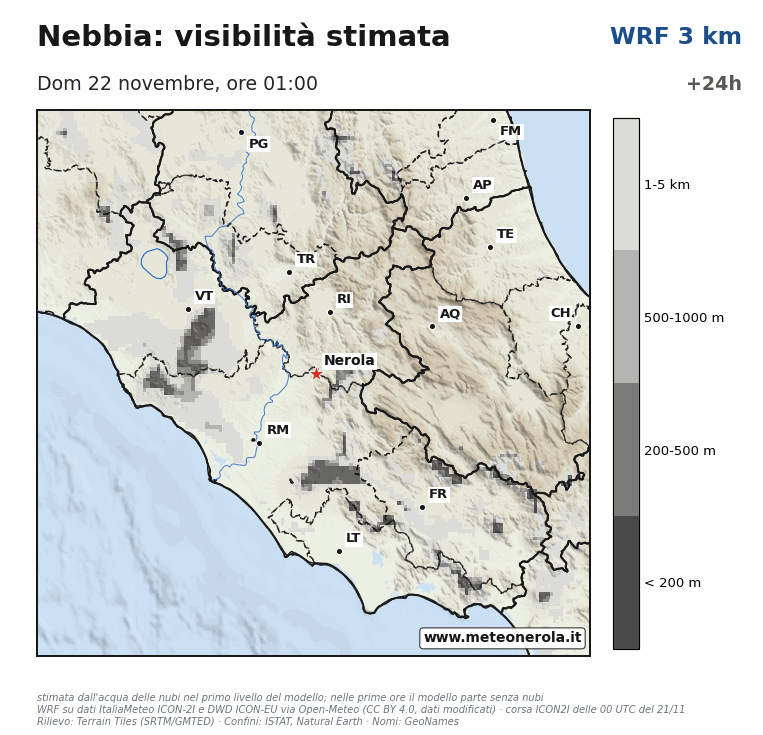 Nebbia: visibilità stimata
WRF 3 km
Dom 22 novembre, ore 01:00
+24h
FM
PG
AP
TE
TR
VT
RI
AQ
CH
Nerola
RM
FR
LT
www.meteonerola.it
1-5 km
500-1000 m
200-500 m
< 200 m
stimata dall'acqua delle nubi nel primo livello del modello; nelle prime ore il modello parte senza nubi
WRF su dati ItaliaMeteo ICON-2I e DWD ICON-EU via Open-Meteo (CC BY 4.0, dati modificati) · corsa ICON2I delle 00 UTC del 21/11
Rilievo: Terrain Tiles (SRTM/GMTED) · Confini: ISTAT, Natural Earth · Nomi: GeoNames